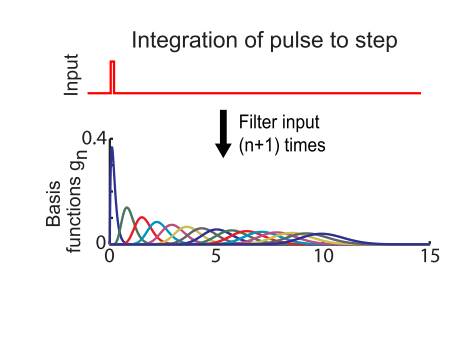 Integration of pulse to step
Input
Filter input
(n+1) times
Basis
functions gn
0.4
0
0
5
10
15